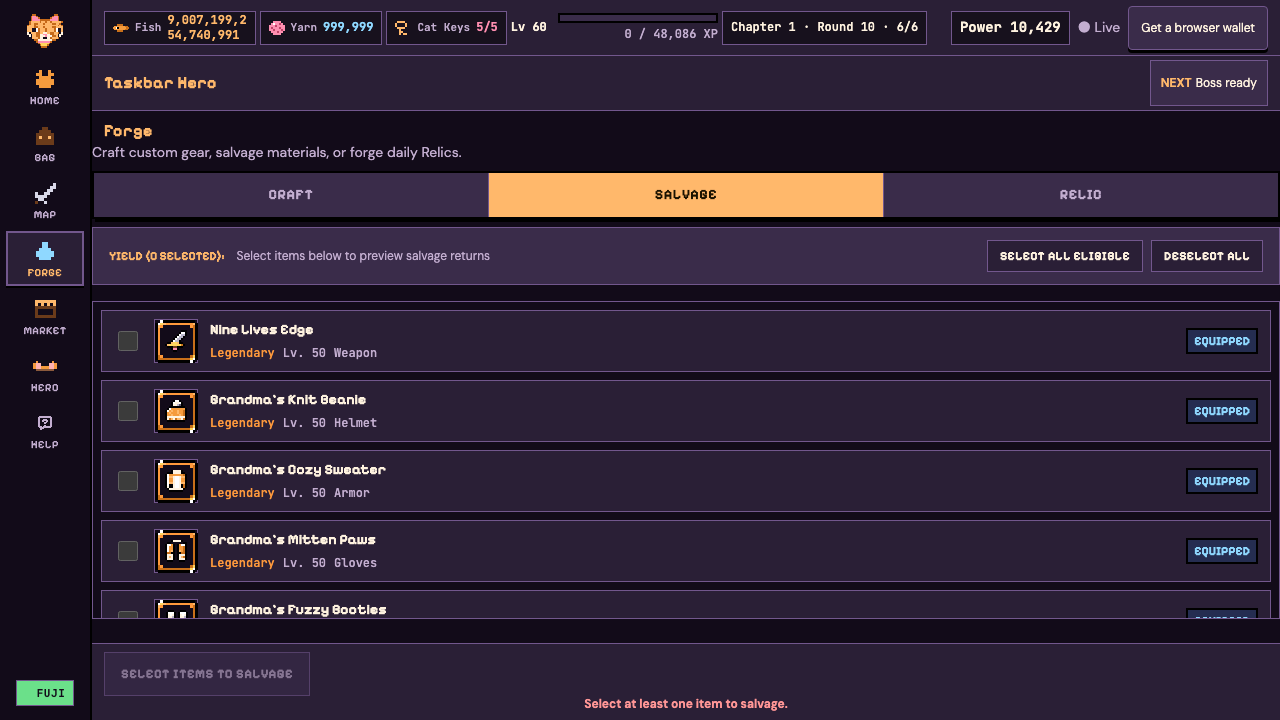 Fish 9,007,199,2
54,740,991
Yarn 999,999
Cat Keys 5/5
Lv 60
0 / 48,086 XP
Chapter 1 · Round 10 · 6/6
Power 10,429
Live
Get a browser wallet
HOME
BAG
MAP
FORGE
MARKET
HERO
HELP
FUJI
Taskbar Hero
NEXT Boss ready
Forge
Craft custom gear, salvage materials, or forge daily Relics.
CRAFT
SALVAGE
RELIC
YIELD (0 SELECTED):
Select items below to preview salvage returns
SELECT ALL ELIGIBLE
DESELECT ALL
Nine Lives Edge
Legendary Lv. 50 Weapon
EQUIPPED
Grandma's Knit Beanie
Legendary Lv. 50 Helmet
EQUIPPED
Grandma's Cozy Sweater
Legendary Lv. 50 Armor
EQUIPPED
Grandma's Mitten Paws
Legendary Lv. 50 Gloves
EQUIPPED
Grandma's Fuzzy Booties
SELECT ITEMS TO SALVAGE
Select at least one item to salvage.